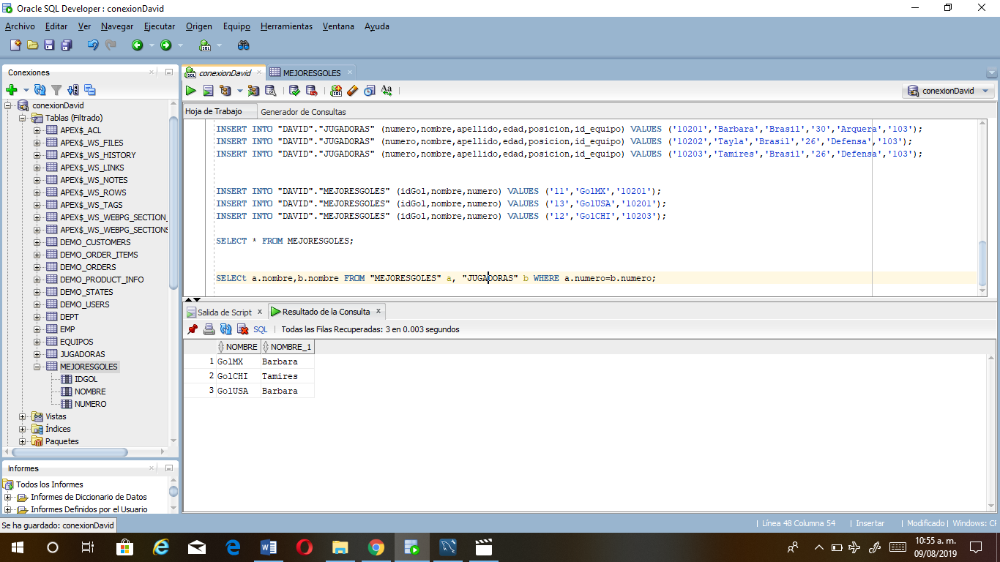 Oracle SQL Developer : conexionDavid
Archivo Editar Ver Navegar Ejecutar Origen Equipo Herramientas Ventana Ayuda
Conexiones
conexionDavid
Tablas (Filtrado)
APEX$_ACL
APEX$_WS_FILES
APEX$_WS_HISTORY
APEX$_WS_LINKS
APEX$_WS_NOTES
APEX$_WS_ROWS
APEX$_WS_TAGS
APEX$_WS_WEBPG_SECTION_
APEX$_WS_WEBPG_SECTIONS
DEMO_CUSTOMERS
DEMO_ORDER_ITEMS
DEMO_ORDERS
DEMO_PRODUCT_INFO
DEMO_STATES
DEMO_USERS
DEPT
EMP
EQUIPOS
JUGADORAS
MEJORESGOLES
IDGOL
NOMBRE
NUMERO
Vistas
Índices
Paquetes
Informes
Todos los Informes
Informes de Diccionario de Datos
Informes Definidos por el Usuario
Se ha guardado: conexionDavid
conexionDavid MEJORESGOLES
SQL
conexionDavid
Hoja de Trabajo Generador de Consultas
INSERT INTO "DAVID"."JUGADORAS" (numero,nombre,apellido,edad,posicion,id_equipo) VALUES ('10201','Barbara','Brasil','30','Arquera','103');
INSERT INTO "DAVID"."JUGADORAS" (numero,nombre,apellido,edad,posicion,id_equipo) VALUES ('10202','Tayla','Brasil','26','Defensa','103');
INSERT INTO "DAVID"."JUGADORAS" (numero,nombre,apellido,edad,posicion,id_equipo) VALUES ('10203','Tamires','Brasil','26','Defensa','103');
INSERT INTO "DAVID"."MEJORESGOLES" (idGol,nombre,numero) VALUES ('11','GolMX','10201');
INSERT INTO "DAVID"."MEJORESGOLES" (idGol,nombre,numero) VALUES ('13','GolUSA','10201');
INSERT INTO "DAVID"."MEJORESGOLES" (idGol,nombre,numero) VALUES ('12','GolCHI','10203');
SELECT * FROM MEJORESGOLES;
SELECt a.nombre,b.nombre FROM "MEJORESGOLES" a, "JUGADORAS" b WHERE a.numero=b.numero;
Salida de Script x Resultado de la Consulta x
SQL Todas las Filas Recuperadas: 3 en 0.003 segundos
NOMBRE NOMBRE_1
1 GolMX Barbara
2 GolCHI Tamires
3 GolUSA Barbara
Línea 48 Columna 54 Insertar Modificado Windows: CF
10:55 a. m.
09/08/2019